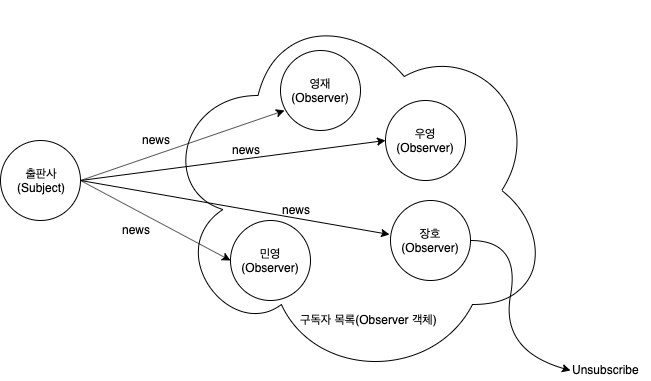 영재
(Observer)
우영
(Observer)
news
news
출판사
(Subject)
news
장호
(Observer)
news
민영
(Observer)
구독자 목록(Observer 객체)
Unsubscribe